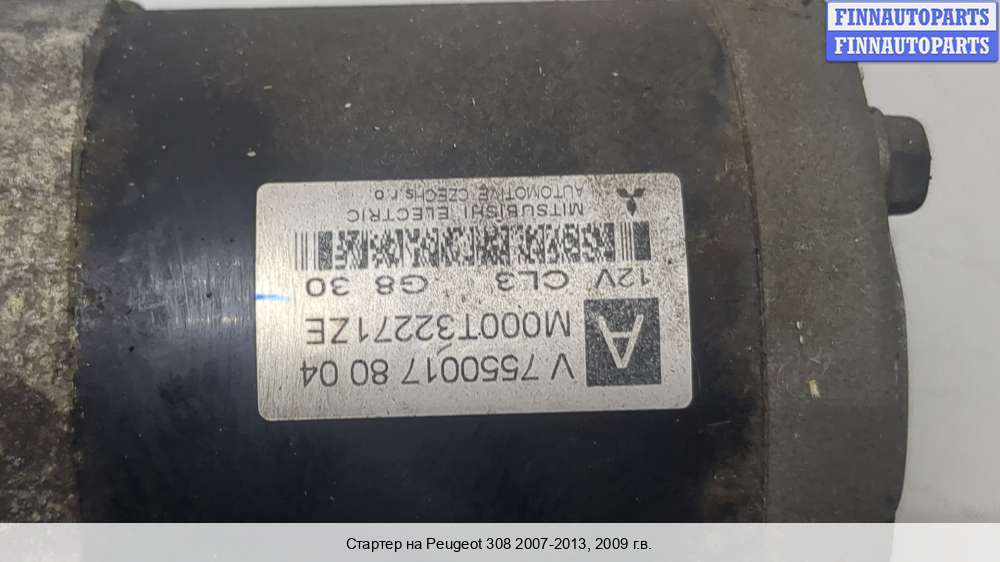 FINNAUTOPARTS
FINNAUTOPARTS
V 7550017 80 04
A
M000T32271ZE
12V CL3 G8 30
MITSUBISHI ELECTRIC
AUTOMOTIVE CZECH s.r.o.
Стартер на Peugeot 308 2007-2013, 2009 г.в.